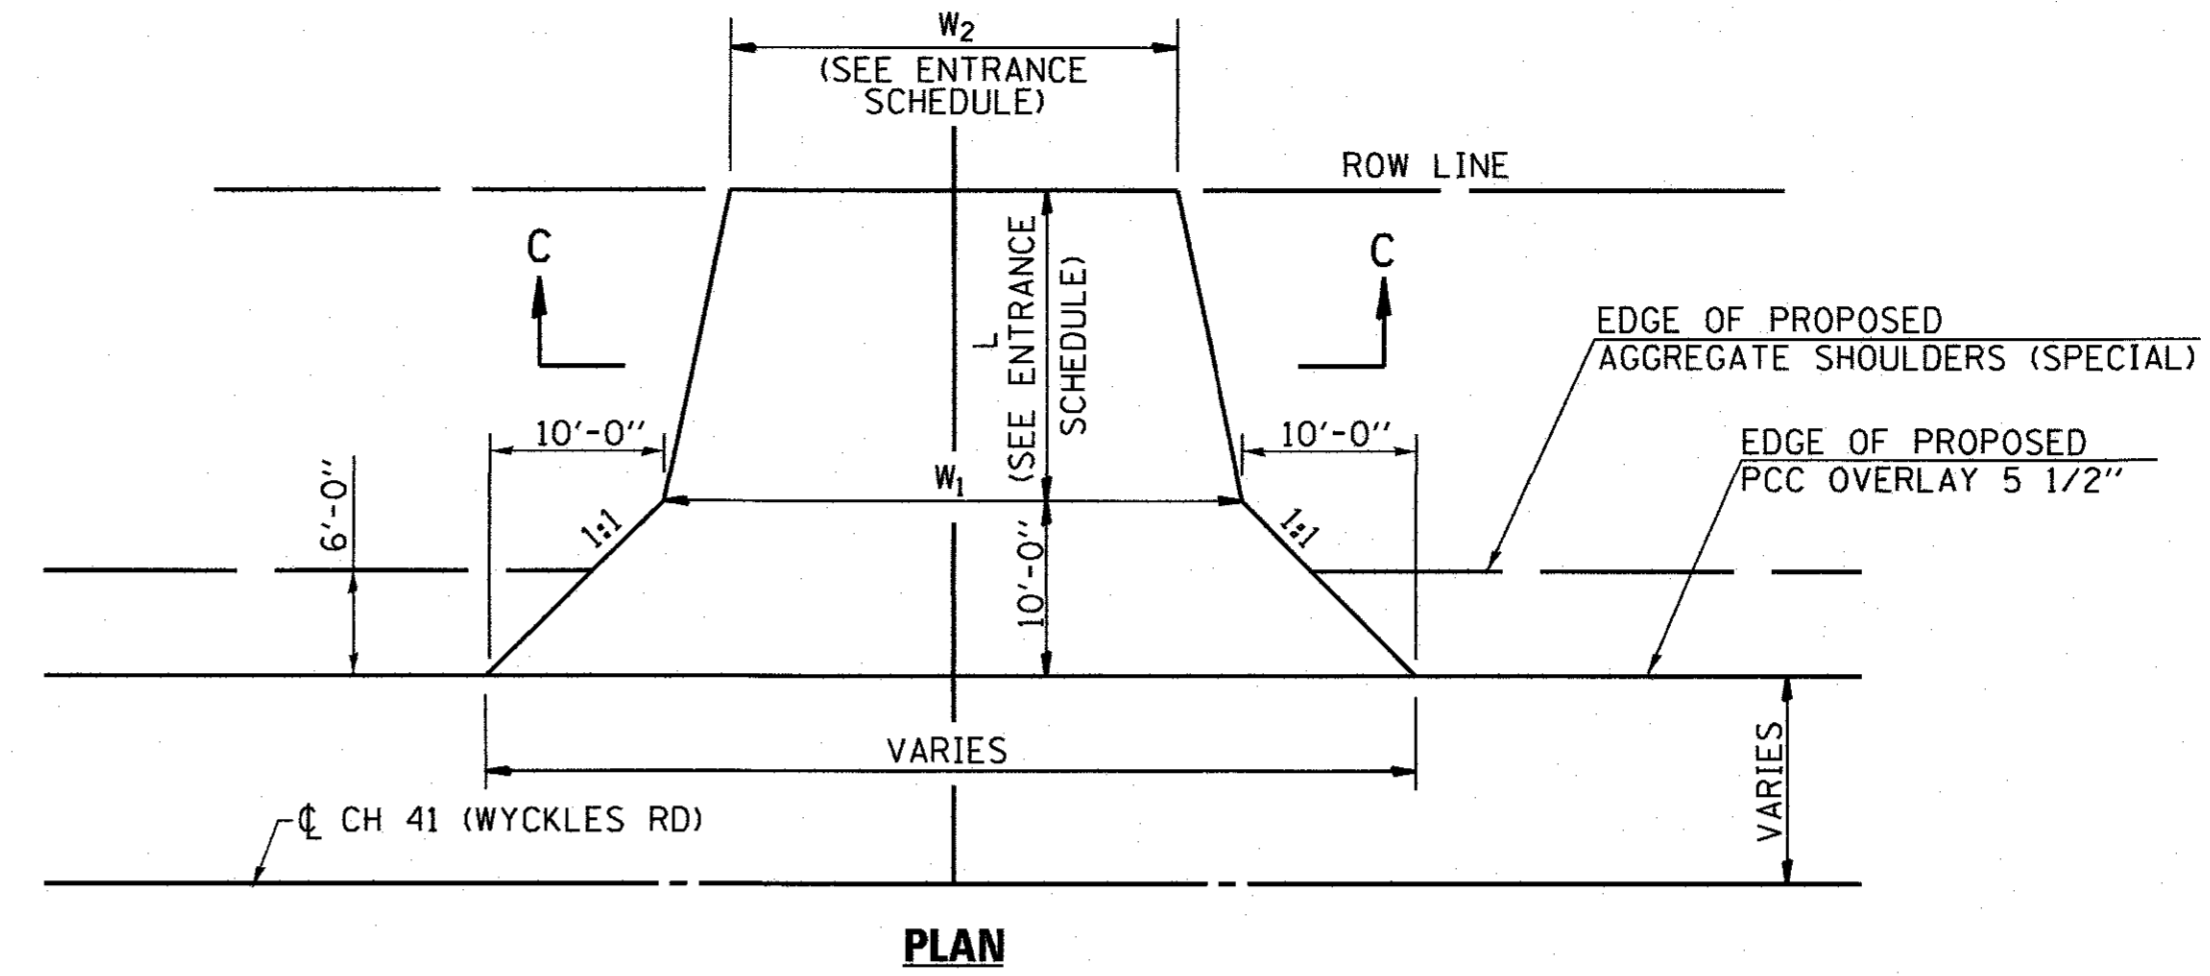 W2
(SEE ENTRANCE
SCHEDULE)
ROW LINE
C
C
L
(SEE ENTRANCE
SCHEDULE)
EDGE OF PROPOSED
AGGREGATE SHOULDERS (SPECIAL)
10'-0"
10'-0"
EDGE OF PROPOSED
PCC OVERLAY 5 1/2"
W1
6'-0"
1:1
1:1
10'-0"
VARIES
VARIES
℄ CH 41 (WYCKLES RD)
PLAN